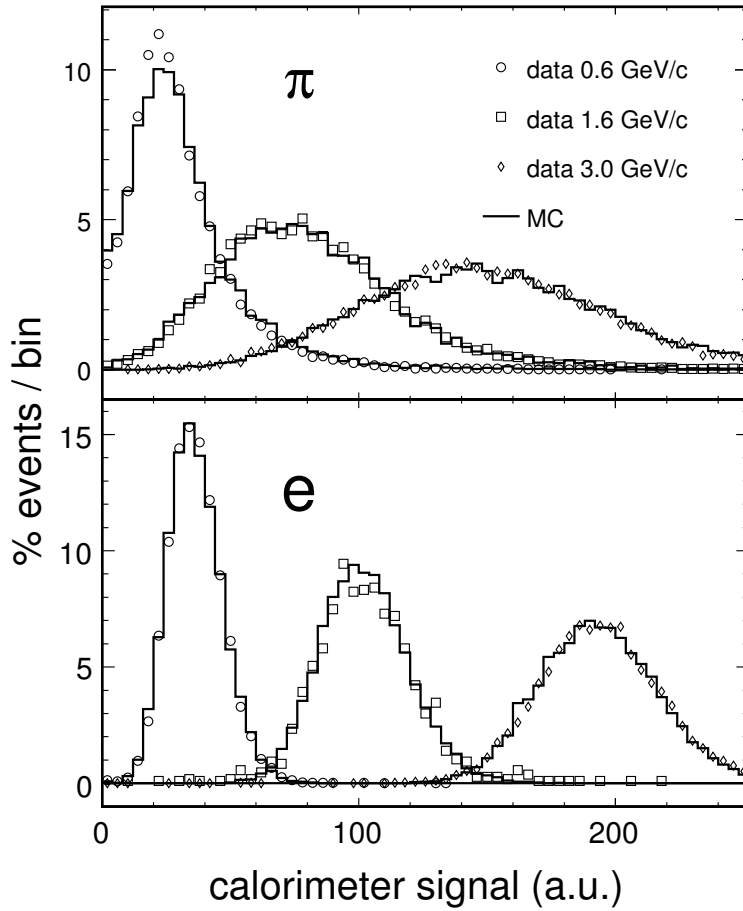 10
5
0
π
data 0.6 GeV/c
data 1.6 GeV/c
data 3.0 GeV/c
MC
% events / bin
15
10
5
0
e
0
100
200
calorimeter signal (a.u.)